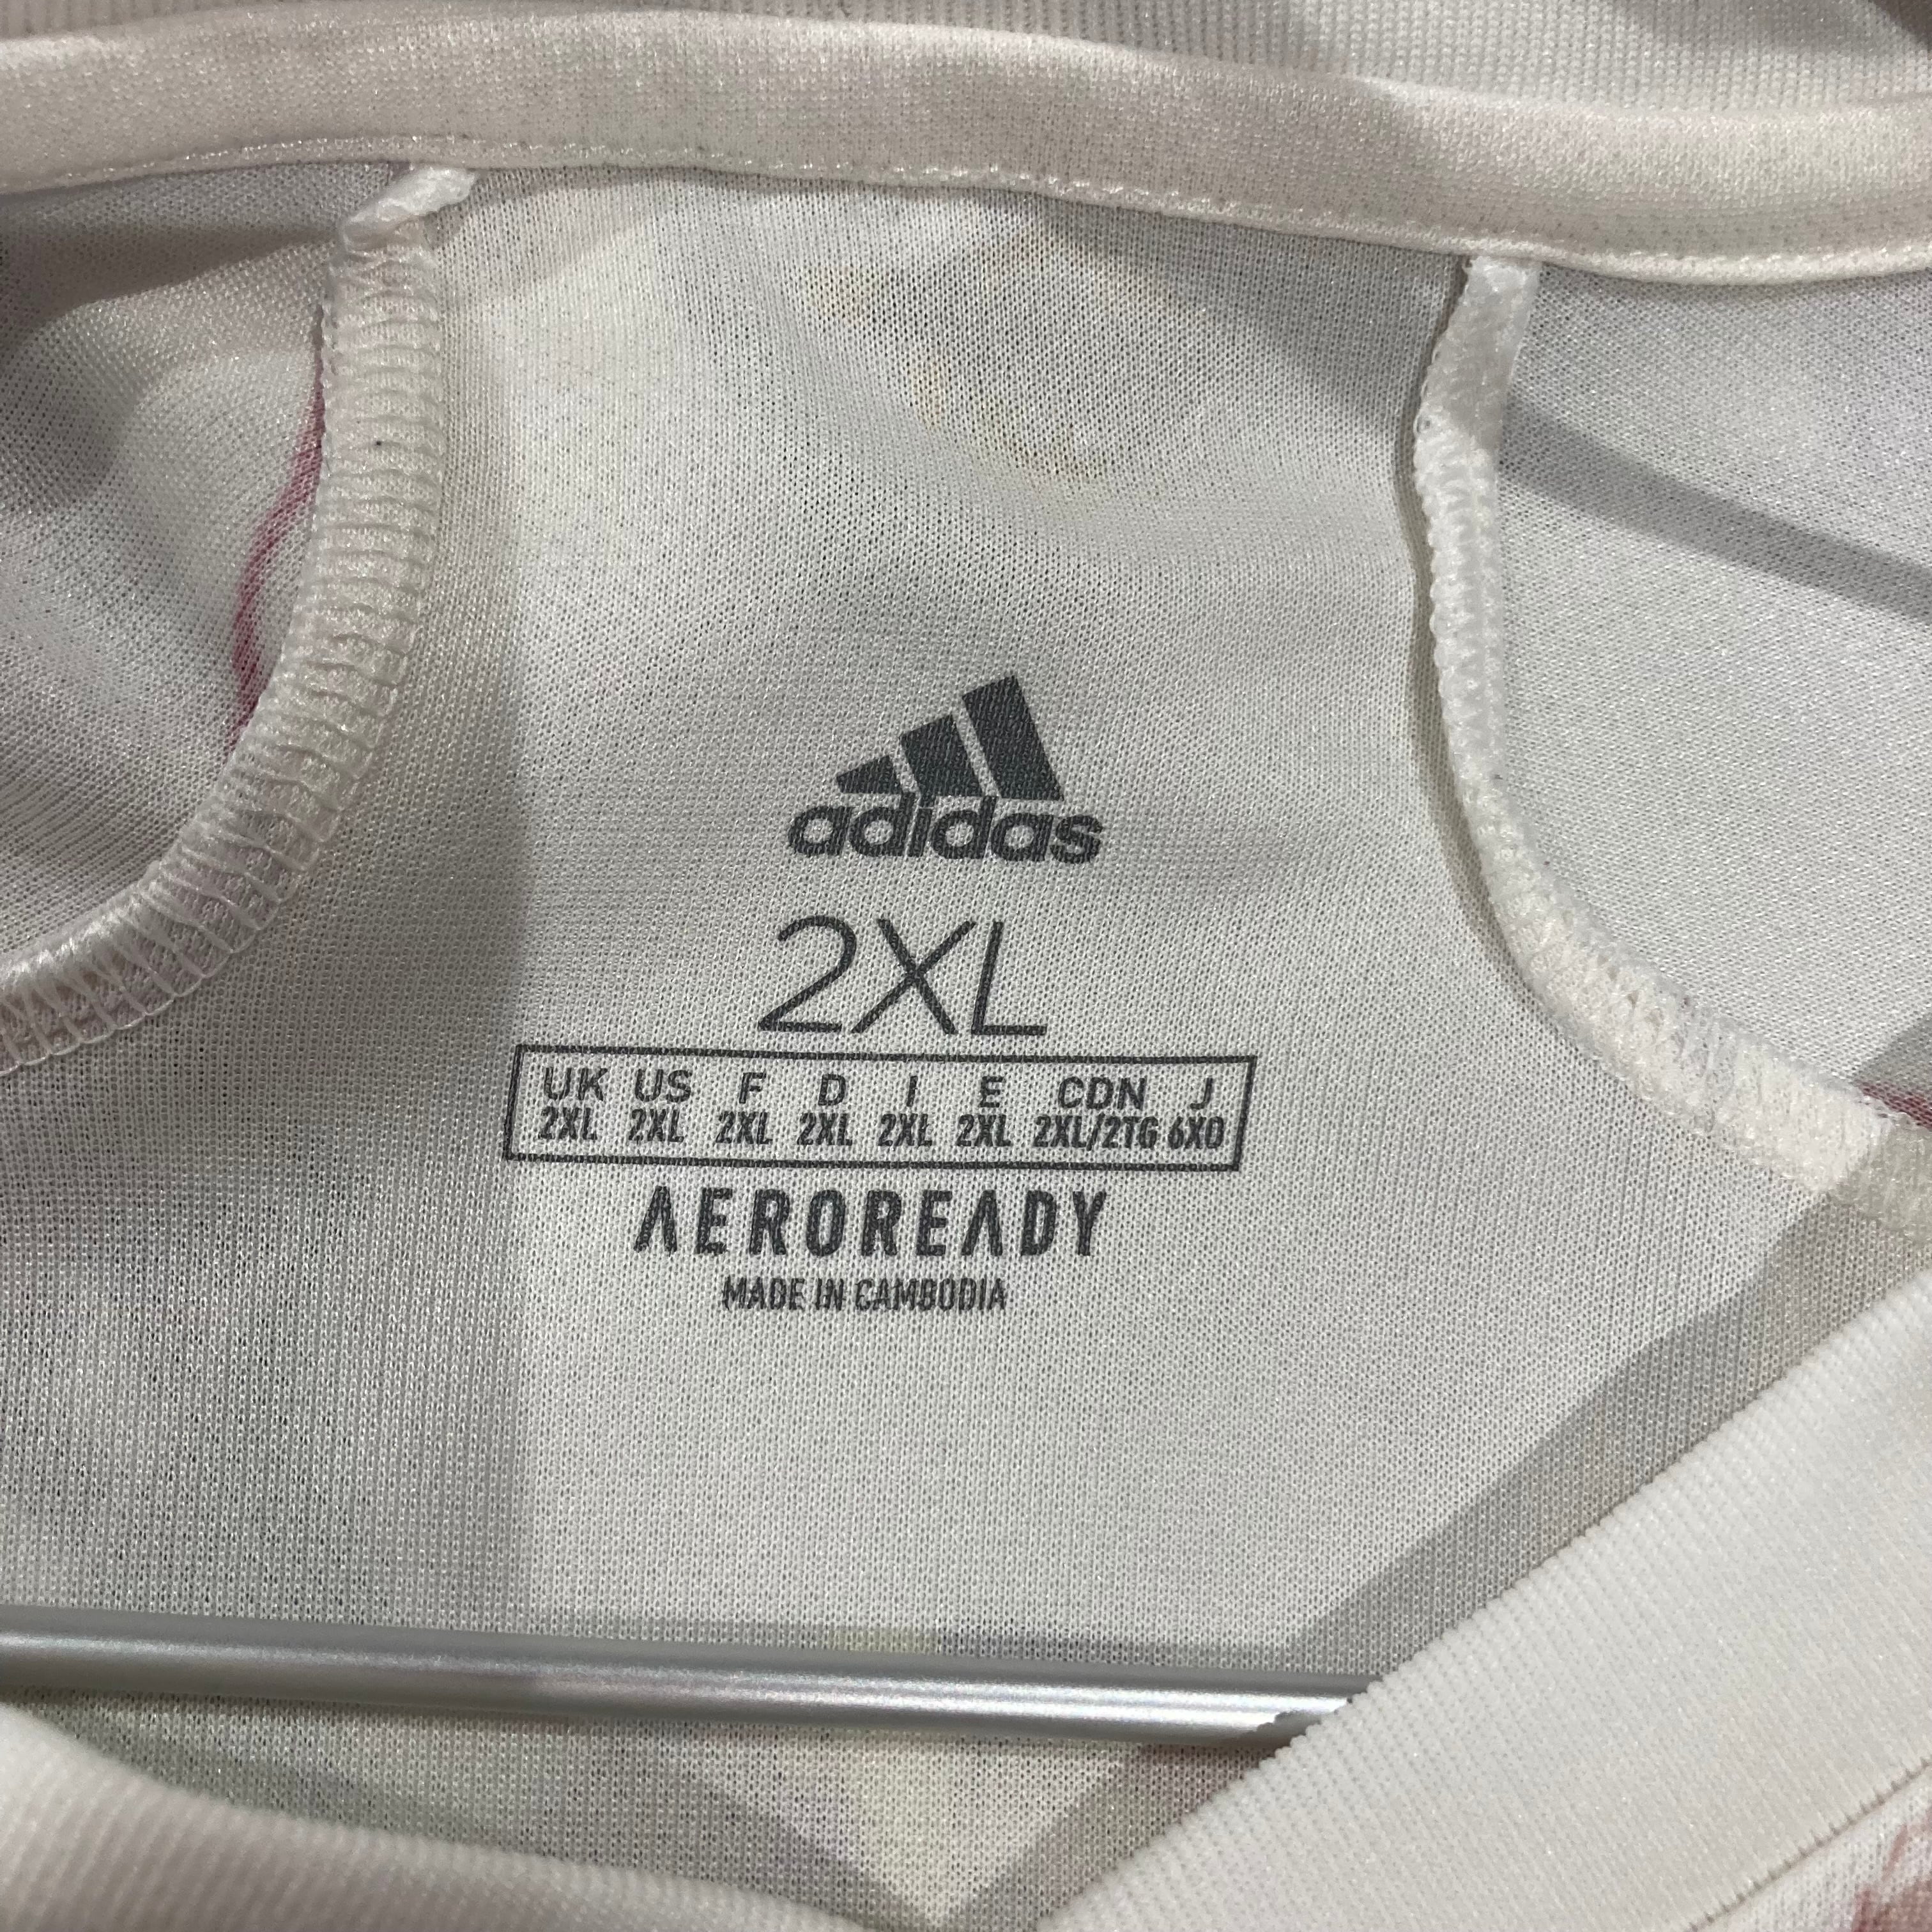 adidas
2XL
UK US F D I E CDN J
2XL 2XL 2XL 2XL 2XL 2XL 2XL/2TG 6XO
AEROREADY
MADE IN CAMBODIA